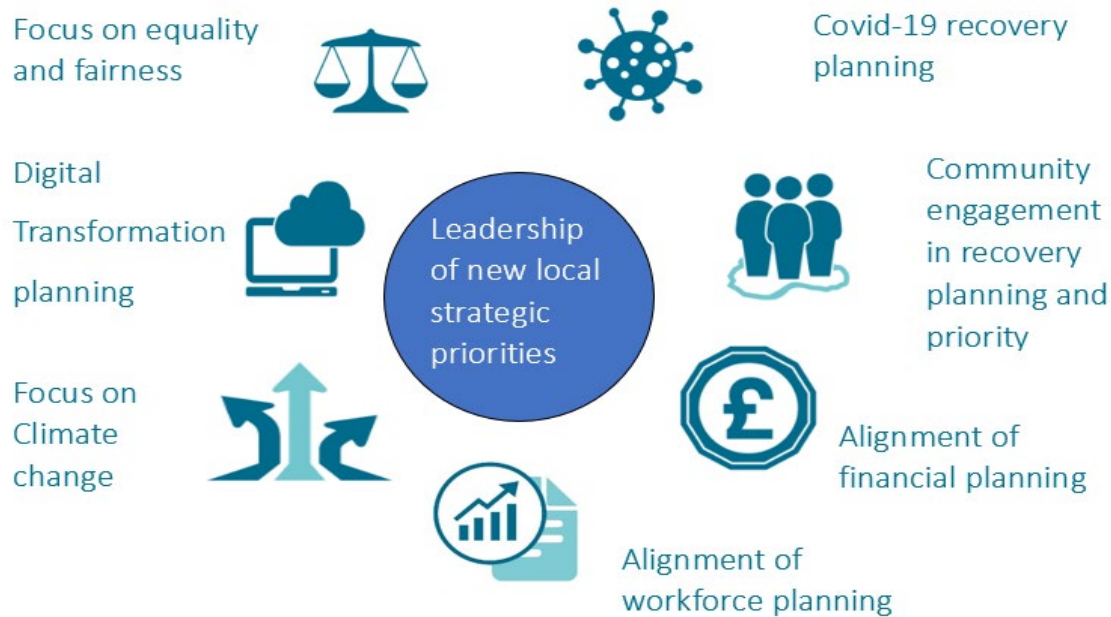 Focus on equality
and fairness
Covid-19 recovery
planning
Digital
Transformation
planning
Leadership
of new local
strategic
priorities
Community
engagement
in recovery
planning and
priority
Focus on
Climate
change
£
Alignment of
financial planning
Alignment of
workforce planning